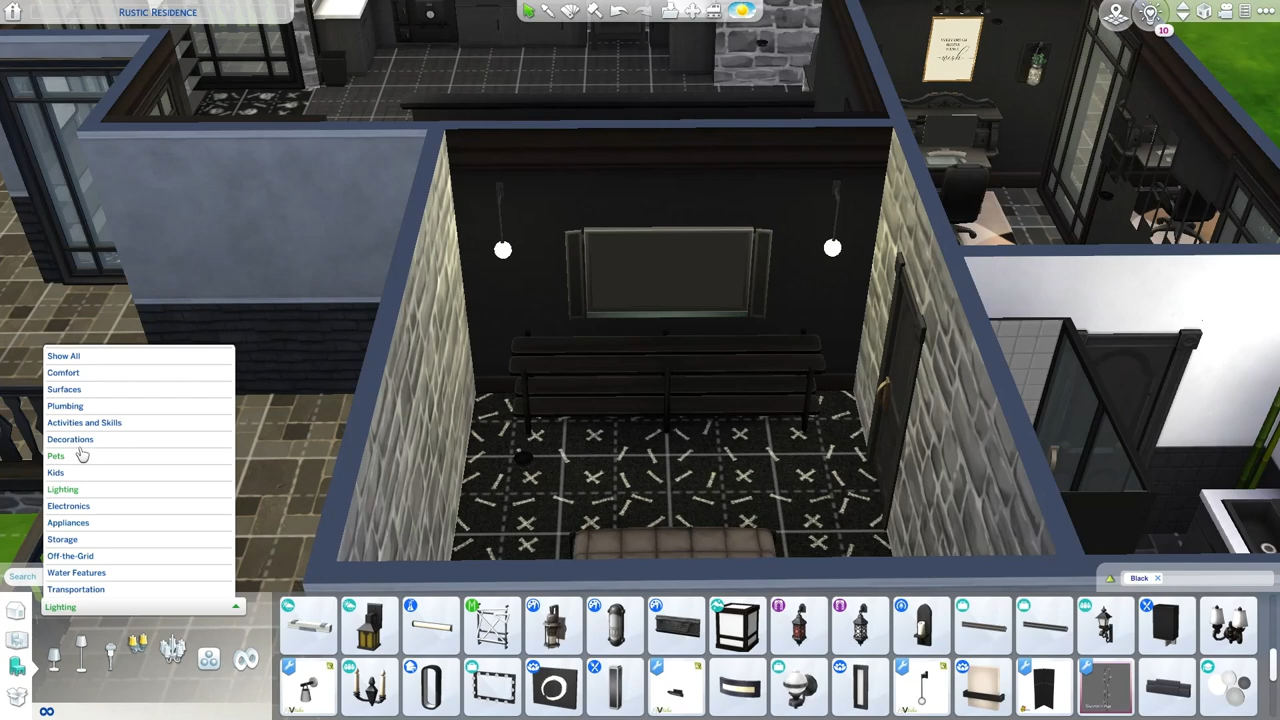 RUSTIC RESIDENCE
10
Show All
Comfort
Surfaces
Plumbing
Activities and Skills
Decorations
Pets
Kids
Lighting
Electronics
Appliances
Storage
Off-the-Grid
Water Features
Transportation
Search
Black
Lighting